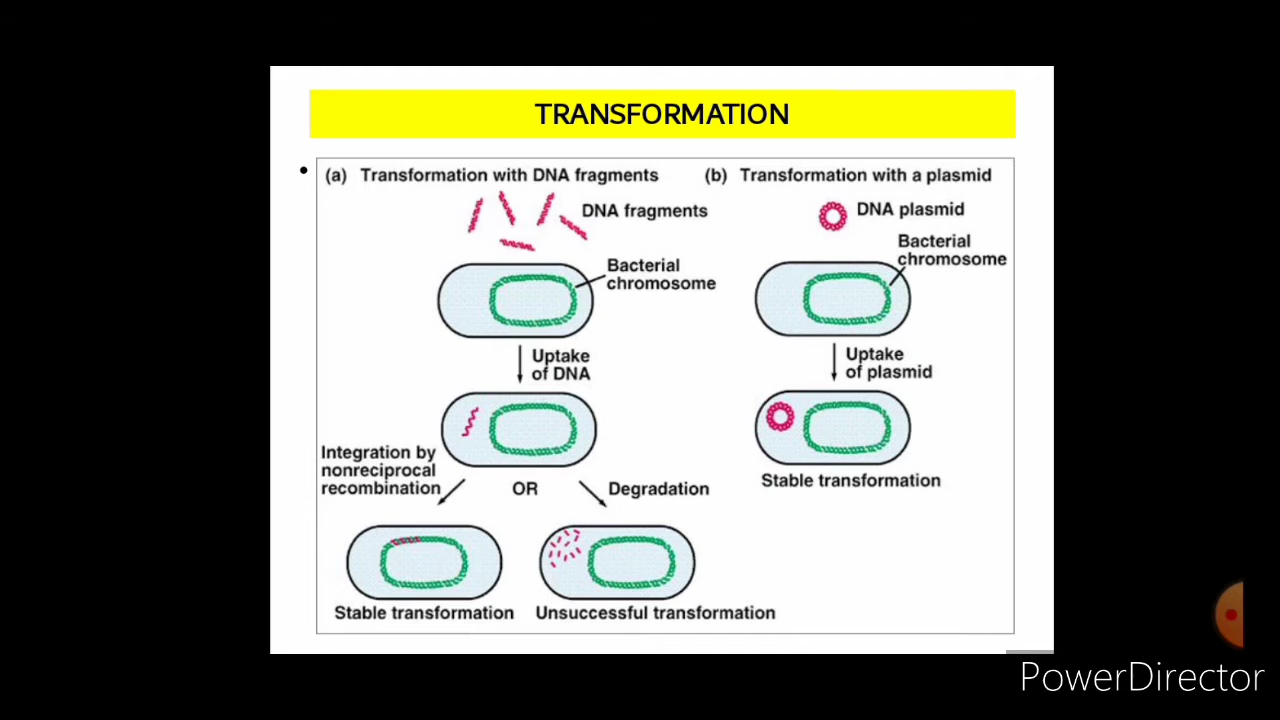 TRANSFORMATION
• (a) Transformation with DNA fragments
DNA fragments
Bacterial
chromosome
Uptake
of DNA
Integration by
nonreciprocal
recombination
OR
Degradation
Stable transformation
Unsuccessful transformation
(b) Transformation with a plasmid
DNA plasmid
Bacterial
chromosome
Uptake
of plasmid
Stable transformation
PowerDirector